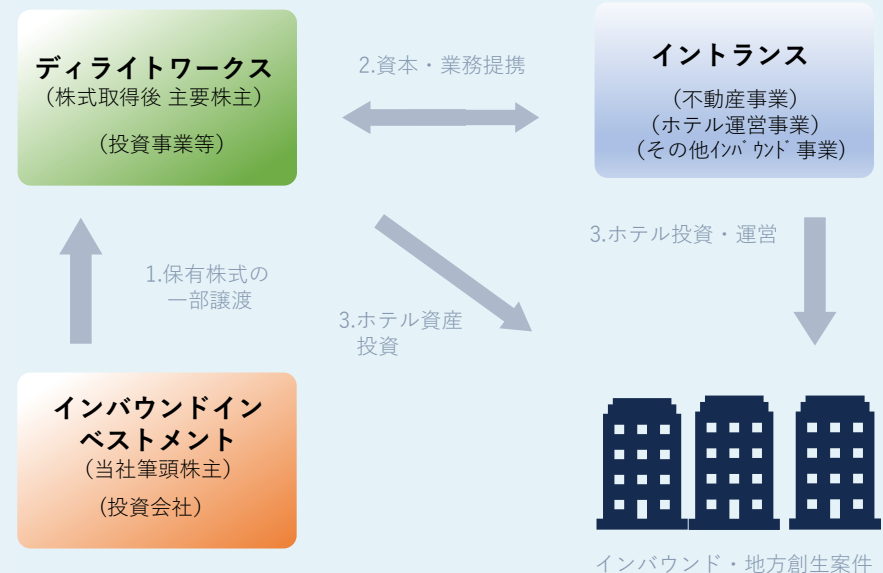 ディライトワークス
（株式取得後 主要株主）
（投資事業等）
2.資本・業務提携
イントランス
（不動産事業）
（ホテル運営事業）
（その他ｲﾝﾊﾞｳﾝﾄﾞ事業）
1.保有株式の
一部譲渡
3.ホテル資産
投資
3.ホテル投資・運営
インバウンドイン
ベストメント
（当社筆頭株主）
（投資会社）
インバウンド・地方創生案件